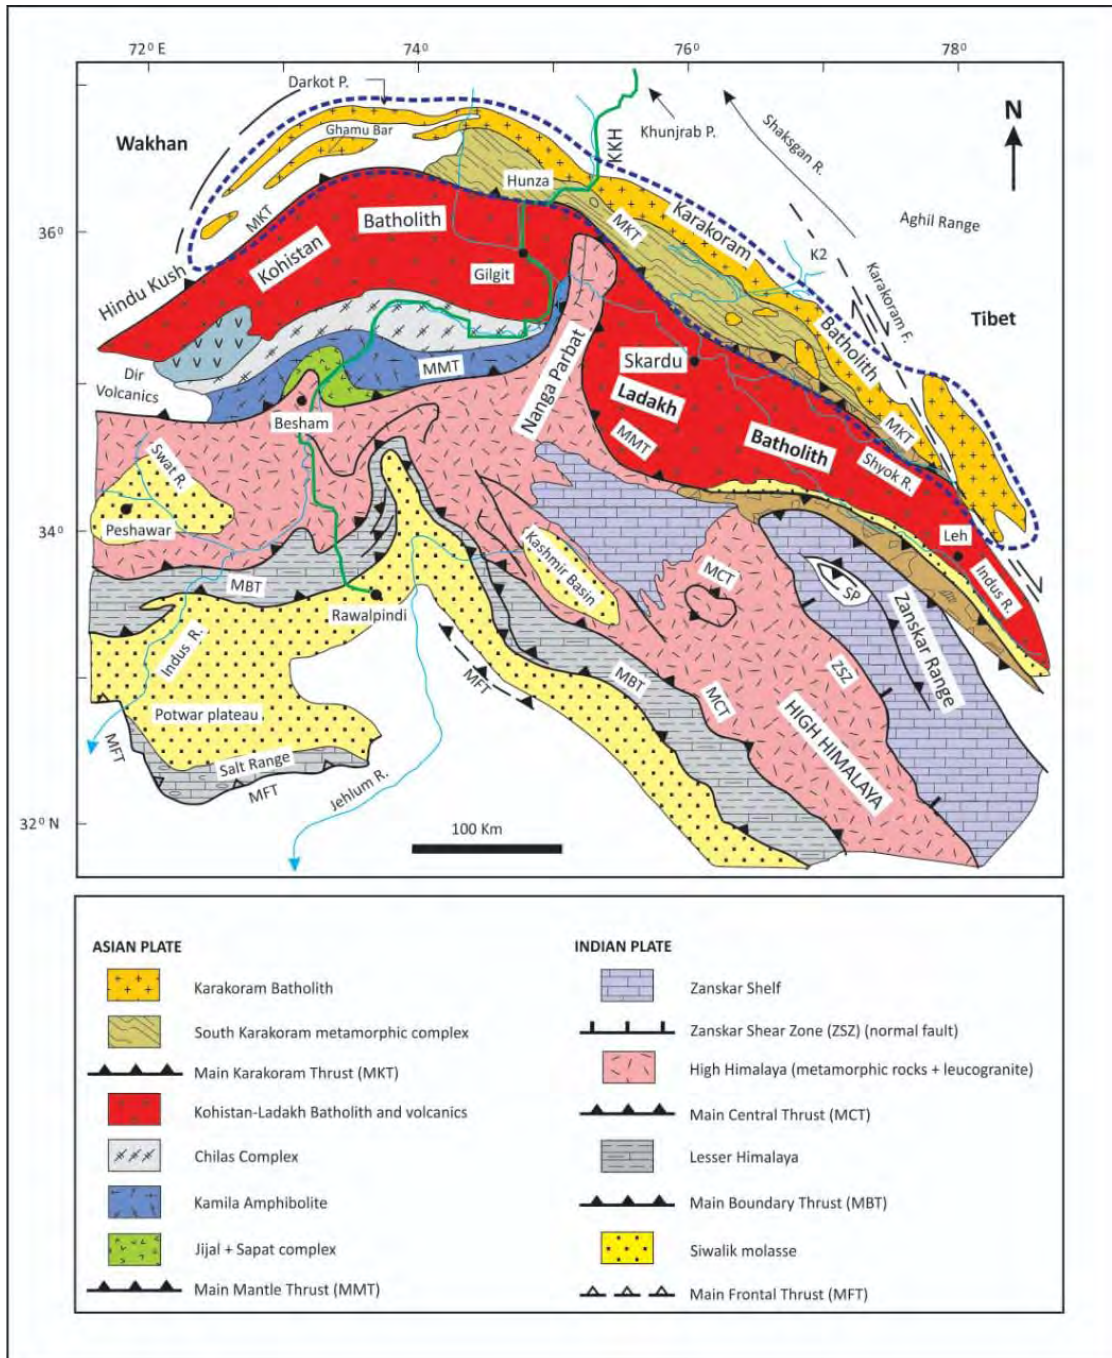 72° E
74°
76°
78°
Darkot P.
Wakhan
Ghamu Bar
Khunjrab P.
Shaksgan R.
N
KKH
Hunza
Karakoram
MKT
MKT
Aghil Range
36°
Batholith
Kohistan
Hindu Kush
Gilgit
K2
Karakoram F.
Tibet
Batholith
Nanga Parbat
MMT
Skardu
Dir
Volcanics
Ladakh
Besham
MMT
Batholith
MKT
Shyok R.
Swat R.
Peshawar
34°
Leh
Kashmir Basin
MCT
SP
Indus R.
MBT
Rawalpindi
Zanskar Range
Indus R.
MFT
MBT
ZSZ
MCT
Potwar plateau
HIGH HIMALAYA
MFT
Salt Range
MFT
Jehlum R.
32° N
100 Km
ASIAN PLATE
Karakoram Batholith
South Karakoram metamorphic complex
Main Karakoram Thrust (MKT)
Kohistan-Ladakh Batholith and volcanics
Chilas Complex
Kamila Amphibolite
Jijal + Sapat complex
Main Mantle Thrust (MMT)
INDIAN PLATE
Zanskar Shelf
Zanskar Shear Zone (ZSZ) (normal fault)
High Himalaya (metamorphic rocks + leucogranite)
Main Central Thrust (MCT)
Lesser Himalaya
Main Boundary Thrust (MBT)
Siwalik molasse
Main Frontal Thrust (MFT)